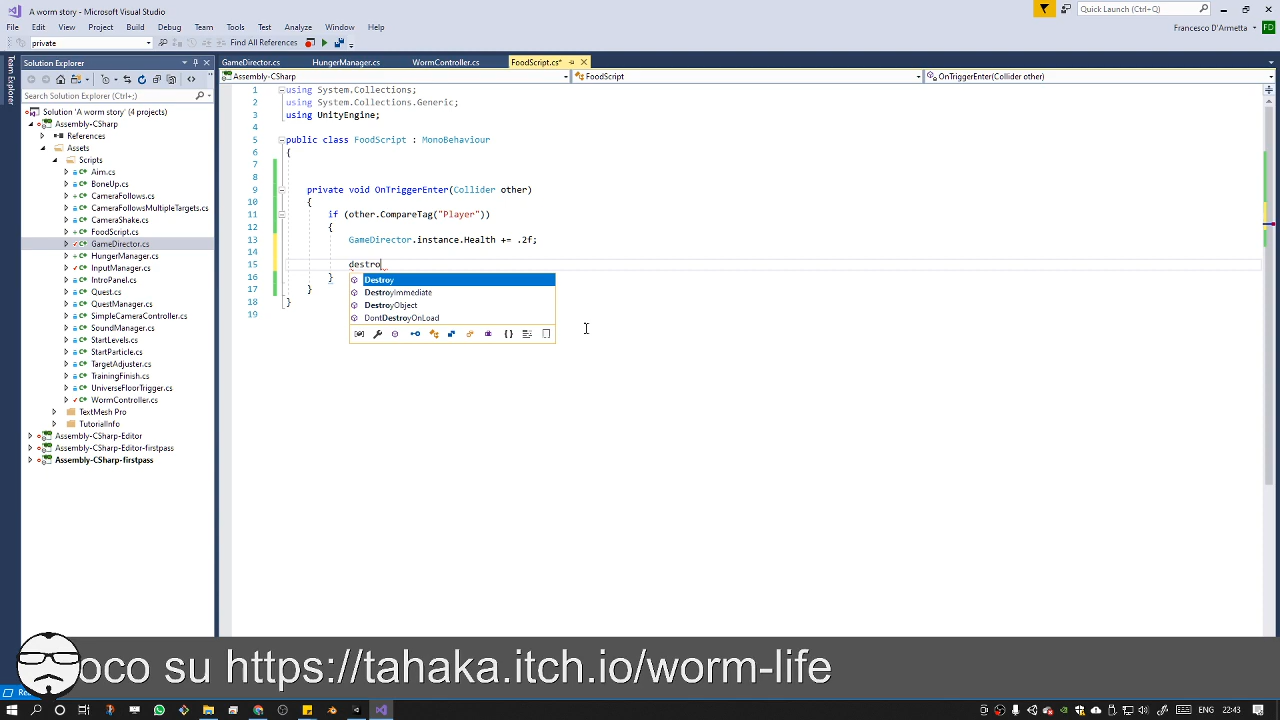 A worm story - Microsoft Visual Studio
Quick Launch (Ctrl+Q)
File Edit View Project Build Debug Team Tools Test Analyze Window Help
Francesco D'Armetta FD
private Find All References
Team Explorer
Solution Explorer
Search Solution Explorer (Ctrl+;)
Solution 'A worm story' (4 projects)
Assembly-CSharp
References
Assets
Scripts
Aim.cs
BoneUp.cs
CameraFollows.cs
CameraFollowsMultipleTargets.cs
CameraShake.cs
FoodScript.cs
GameDirector.cs
HungerManager.cs
InputManager.cs
IntroPanel.cs
Quest.cs
SimpleCameraController.cs
SoundManager.cs
StartLevels.cs
StartParticle.cs
TargetAdjuster.cs
TrainingFinish.cs
UniverseFloorTrigger.cs
WormController.cs
TextMesh Pro
TutorialInfo
Assembly-CSharp-Editor
Assembly-CSharp-Editor-firstpass
Assembly-CSharp-firstpass
GameDirector.cs HungerManager.cs WormController.cs FoodScript.cs*
Assembly-CSharp FoodScript OnTriggerEnter(Collider other)
1 using System.Collections;
2 using System.Collections.Generic;
3 using UnityEngine;
4
5 public class FoodScript : MonoBehaviour
6 {
7
8
9 private void OnTriggerEnter(Collider other)
10 {
11 if (other.CompareTag("Player"))
12 {
13 GameDirector.instance.Health += .2f;
14
15 destro
16 }
17 }
18 }
19
Destroy
DestroyImmediate
DestroyObject
DontDestroyOnLoad
oco su https://tahaka.itch.io/worm-life
ENG 22:43